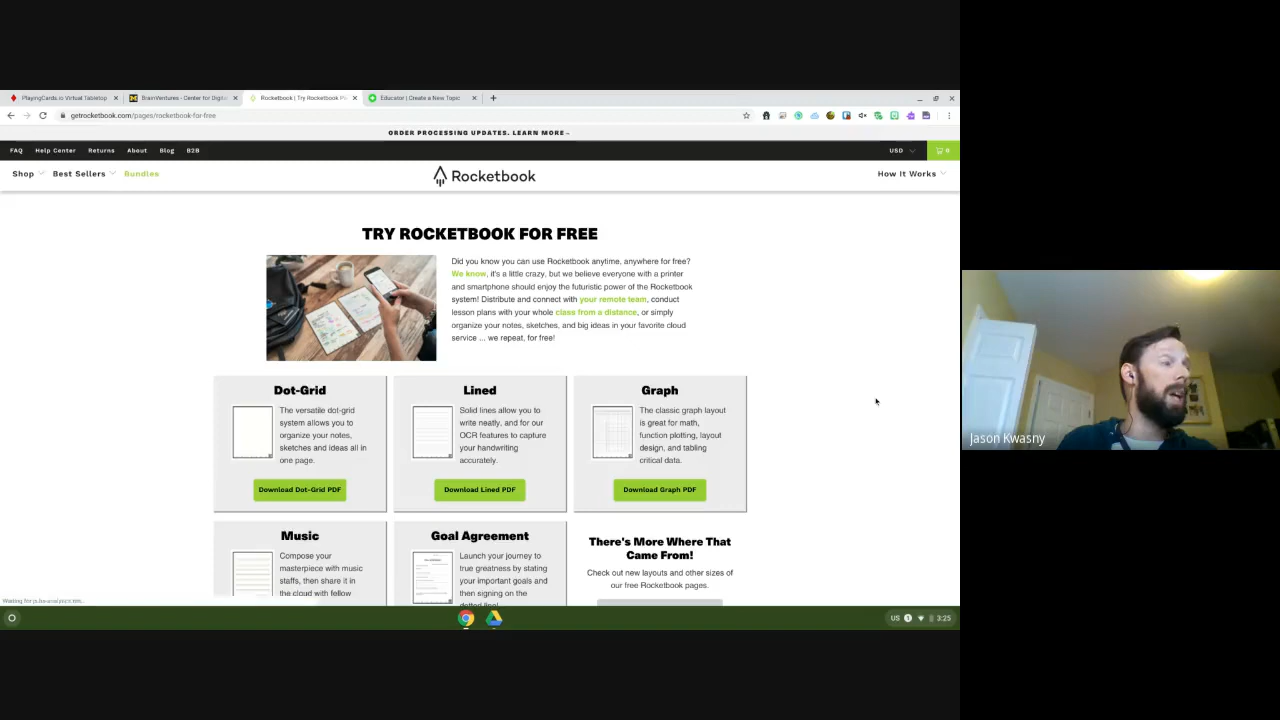 PlayingCards.io Virtual Tabletop
BrainVentures - Center for Digit
Rocketbook | Try Rocketbook
Educator | Create a New Topic
getrocketbook.com/pages/rocketbook-for-free
ORDER PROCESSING UPDATES. LEARN MORE
FAQ Help Center Returns About Blog B2B USD 0
Shop Best Sellers Bundles Rocketbook How It Works
TRY ROCKETBOOK FOR FREE
Did you know you can use Rocketbook anytime, anywhere for free?
We know, it's a little crazy, but we believe everyone with a printer
and smartphone should enjoy the futuristic power of the Rocketbook
system! Distribute and connect with your remote team, conduct
lesson plans with your whole class from a distance, or simply
organize your notes, sketches, and big ideas in your favorite cloud
service ... we repeat, for free!
Dot-Grid
The versatile dot-grid
system allows you to
organize your notes,
sketches and ideas all in
one page.
Download Dot-Grid PDF
Lined
Solid lines allow you to
write neatly, and for our
OCR features to capture
your handwriting
accurately.
Download Lined PDF
Graph
The classic graph layout
is great for math,
function plotting, layout
design, and tabling
critical data.
Download Graph PDF
Music
Compose your
masterpiece with music
staffs, then share it in
the cloud with fellow
Goal Agreement
Launch your journey to
true greatness by stating
your important goals and
then signing on the
dotted line!
There's More Where That
Came From!
Check out new layouts and other sizes of
our free Rocketbook pages.
Waiting for
US 1 3:25
Jason Kwasny